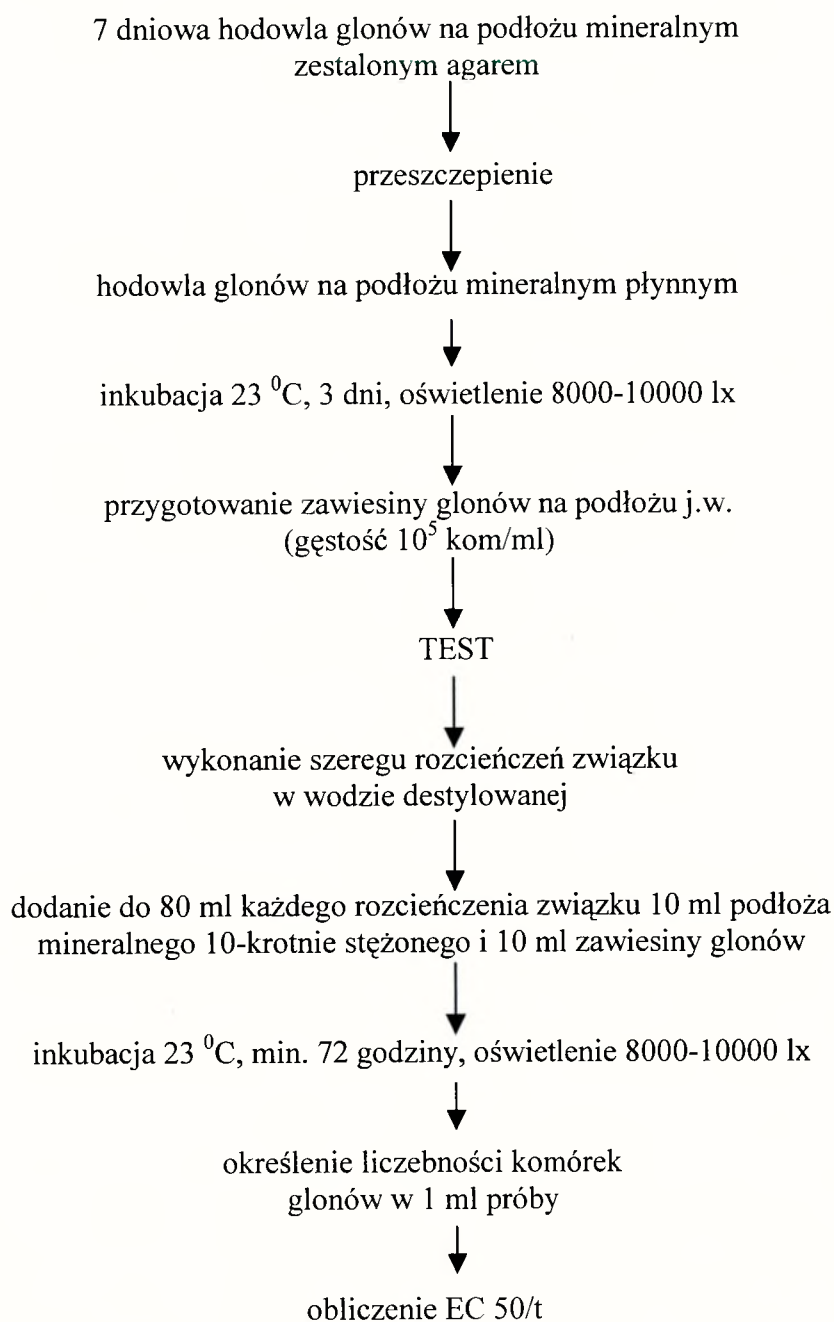 7 dniowa hodowla glonów na podłożu mineralnym
zestalonym agarem
przeszczepienie
hodowla glonów na podłożu mineralnym płynnym
inkubacja 23 ⁰C, 3 dni, oświetlenie 8000-10000 lx
przygotowanie zawiesiny glonów na podłożu j.w.
(gęstość 10⁵ kom/ml)
TEST
wykonanie szeregu rozcieńczeń związku
w wodzie destylowanej
dodanie do 80 ml każdego rozcieńczenia związku 10 ml podłoża
mineralnego 10-krotnie stężonego i 10 ml zawiesiny glonów
inkubacja 23 ⁰C, min. 72 godziny, oświetlenie 8000-10000 lx
określenie liczebności komórek
glonów w 1 ml próby
obliczenie EC 50/t